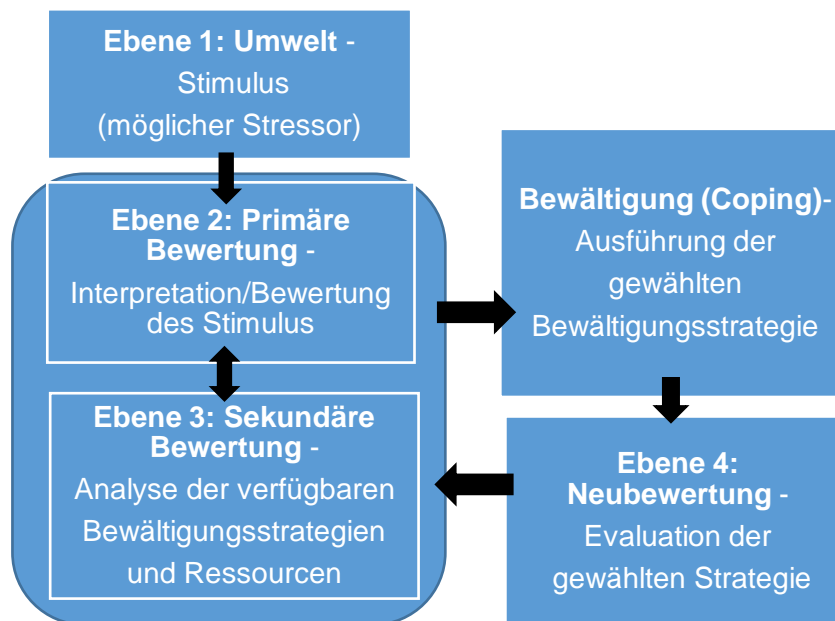 Ebene 1: Umwelt -
Stimulus
(möglicher Stressor)
Ebene 2: Primäre
Bewertung -
Interpretation/Bewertung
des Stimulus
Ebene 3: Sekundäre
Bewertung -
Analyse der verfügbaren
Bewältigungsstrategien
und Ressourcen
Bewältigung (Coping)-
Ausführung der
gewählten
Bewältigungsstrategie
Ebene 4:
Neubewertung -
Evaluation der
gewählten Strategie